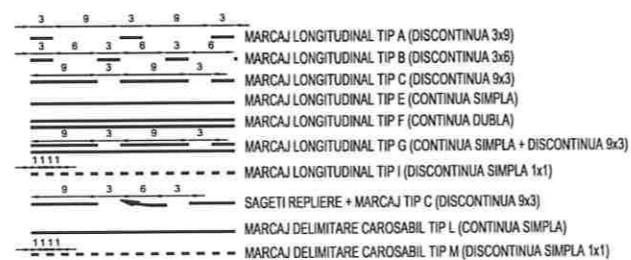 3 9 3 9 3
MARCAJ LONGITUDINAL TIP A (DISCONTINUA 3x9)
3 6 3 6 3 6
MARCAJ LONGITUDINAL TIP B (DISCONTINUA 3x6)
9 3 9 3
MARCAJ LONGITUDINAL TIP C (DISCONTINUA 9x3)
MARCAJ LONGITUDINAL TIP E (CONTINUA SIMPLA)
MARCAJ LONGITUDINAL TIP F (CONTINUA DUBLA)
9 3 9 3
MARCAJ LONGITUDINAL TIP G (CONTINUA SIMPLA + DISCONTINUA 9x3)
1111
MARCAJ LONGITUDINAL TIP I (DISCONTINUA SIMPLA 1x1)
9 3 6 3
SAGETI REPLIERE + MARCAJ TIP C (DISCONTINUA 9x3)
MARCAJ DELIMITARE CAROSABIL TIP L (CONTINUA SIMPLA)
1111
MARCAJ DELIMITARE CAROSABIL TIP M (DISCONTINUA SIMPLA 1x1)